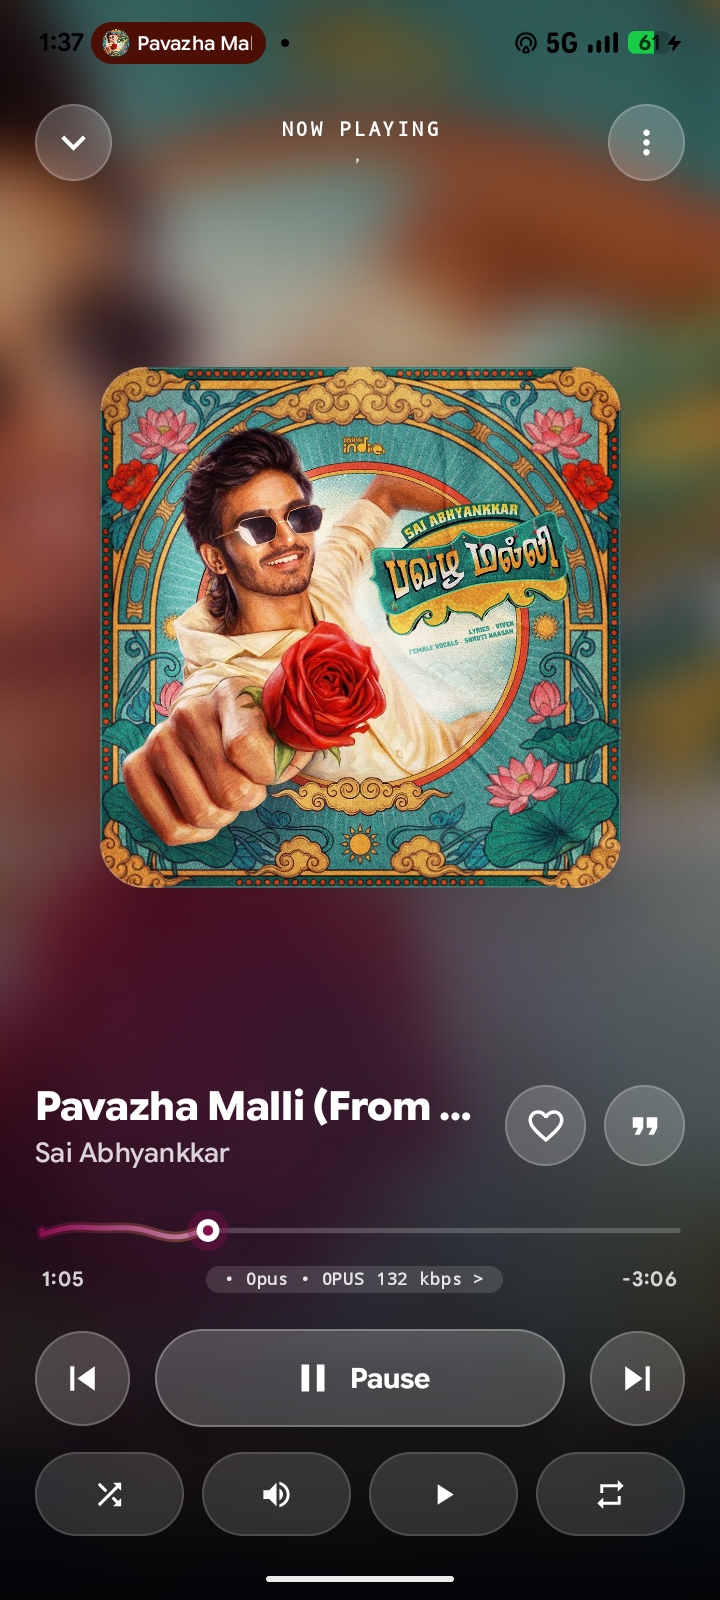 1:37 Pavazha Mal 5G 61
NOW PLAYING
,
think
indie
SAI ABHYANKKAR
பவழ மல்லி
LYRICS - VIVEK
FEMALE VOCALS - SHRUTI HAASAN
Pavazha Malli (From ...
Sai Abhyankkar
1:05 • Opus • OPUS 132 kbps > -3:06
Pause